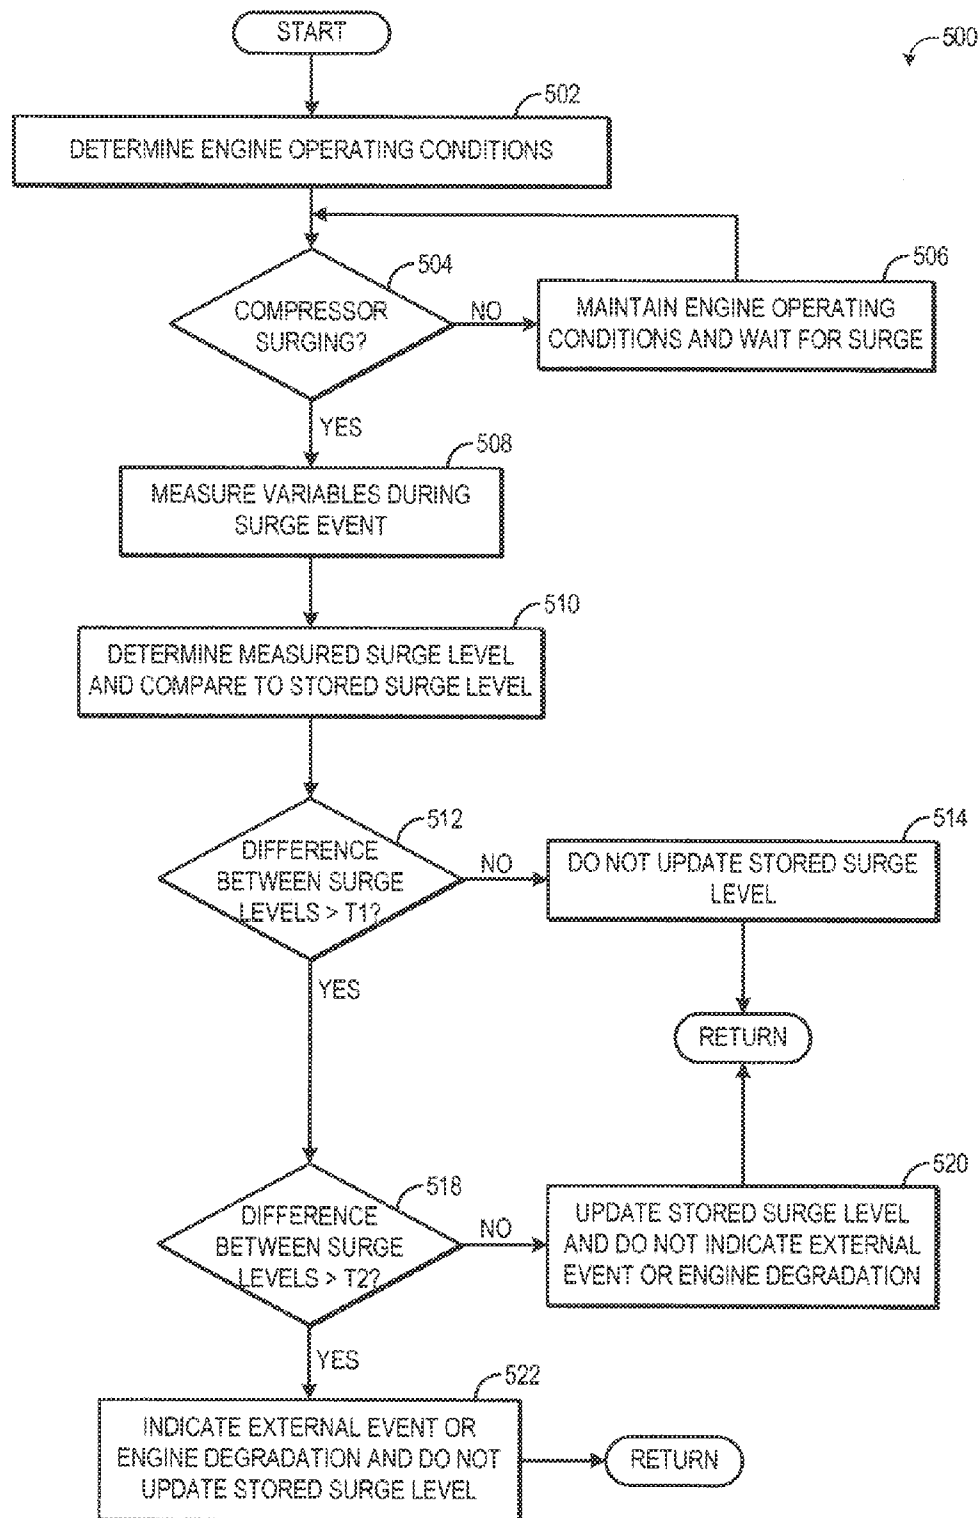 START
500
502
DETERMINE ENGINE OPERATING CONDITIONS
504
COMPRESSOR
SURGING?
NO
506
MAINTAIN ENGINE OPERATING
CONDITIONS AND WAIT FOR SURGE
YES
508
MEASURE VARIABLES DURING
SURGE EVENT
510
DETERMINE MEASURED SURGE LEVEL
AND COMPARE TO STORED SURGE LEVEL
512
DIFFERENCE
BETWEEN SURGE
LEVELS > T1?
NO
514
DO NOT UPDATE STORED SURGE
LEVEL
YES
RETURN
518
DIFFERENCE
BETWEEN SURGE
LEVELS > T2?
NO
520
UPDATE STORED SURGE LEVEL
AND DO NOT INDICATE EXTERNAL
EVENT OR ENGINE DEGRADATION
YES
522
INDICATE EXTERNAL EVENT OR
ENGINE DEGRADATION AND DO NOT
UPDATE STORED SURGE LEVEL
RETURN